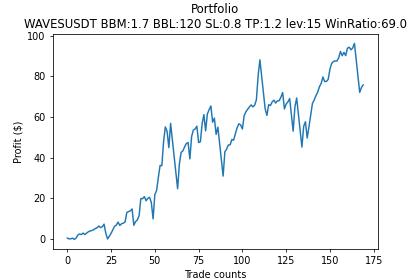 Portfolio
WAVESUSDT BBM:1.7 BBL:120 SL:0.8 TP:1.2 lev:15 WinRatio:69.0
100
80
60
40
20
0
Profit ($)
0 25 50 75 100 125 150 175
Trade counts